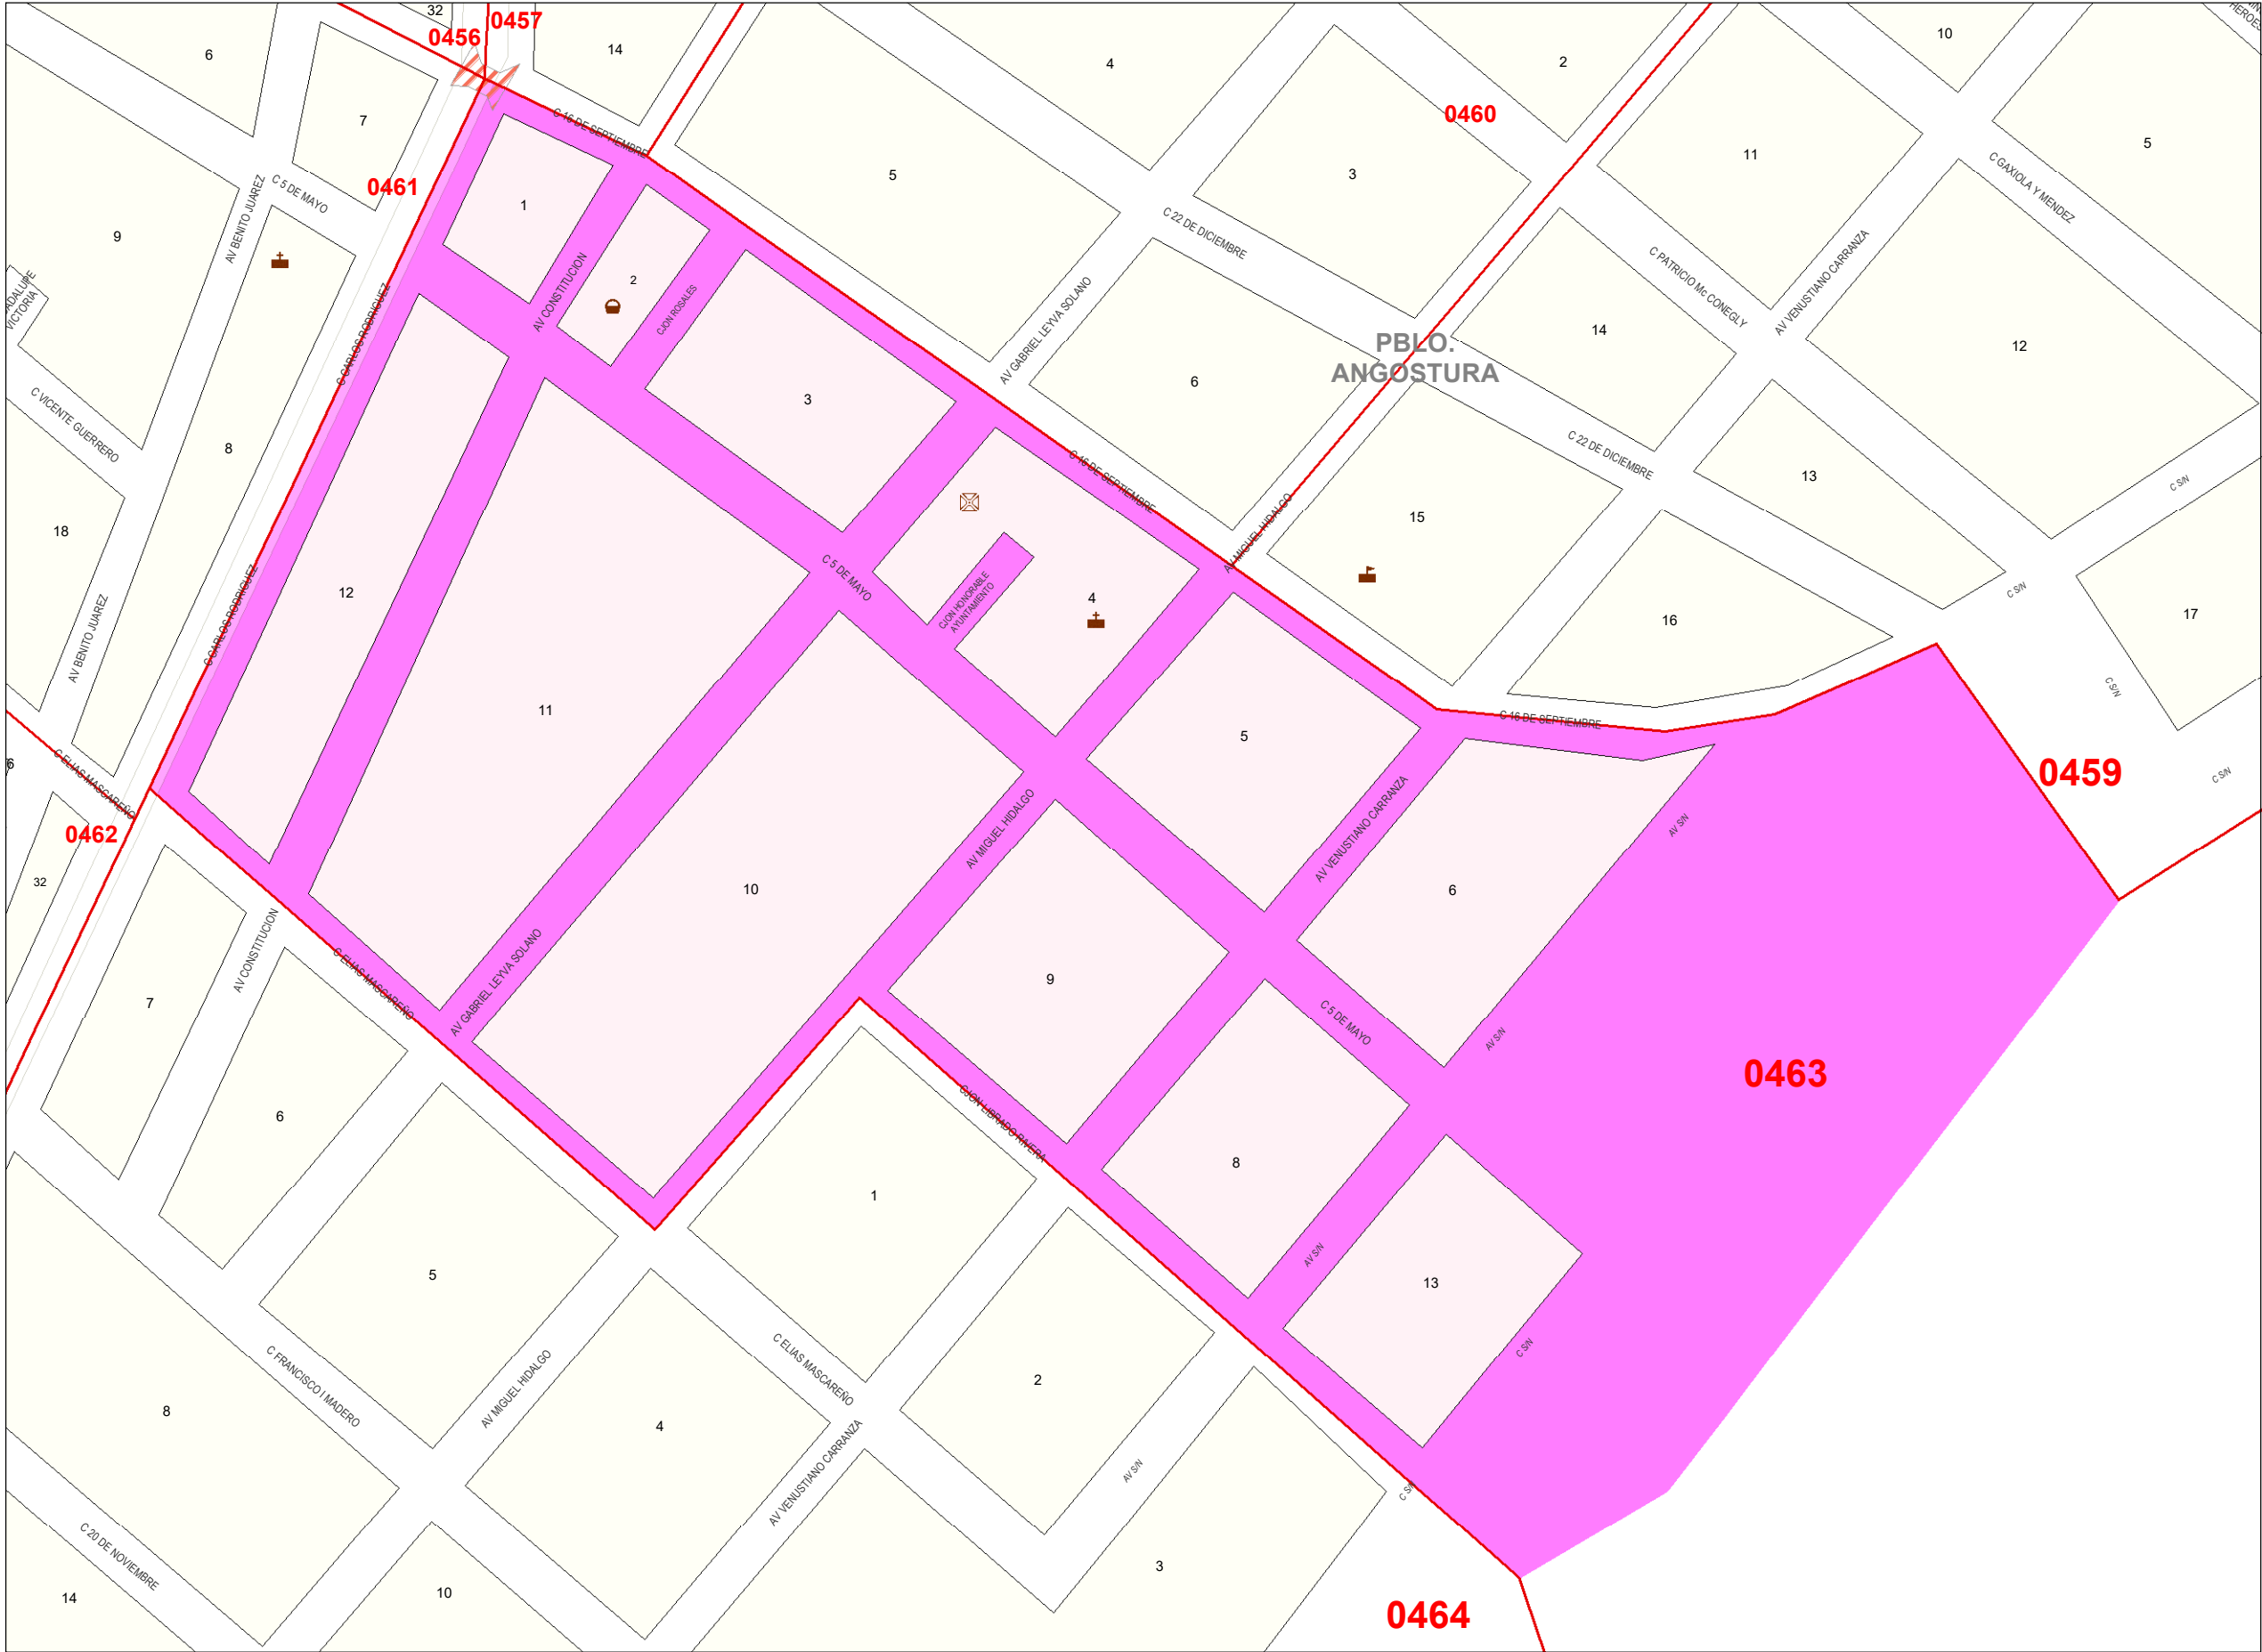 32
0457
0456
14
6
4
2
10
HEROES
7
C 16 DE SEPTIEMBRE
0460
11
5
C GAXIOLA Y MENDEZ
5
3
0461
C 5 DE MAYO
AV BENITO JUAREZ
1
9
C 22 DE DICIEMBRE
C PATRICIO Mc CONEGLY
AV VENUSTIANO CARRANZA
2
AV CONSTITUCION
CJON ROSALES
AV GABRIEL LEYVA SOLANO
VICTORIA
C CARLOS RODRIGUEZ
14
12
PBLO.
ANGOSTURA
6
3
C VICENTE GUERRERO
8
C 22 DE DICIEMBRE
13
C S/N
C 16 DE SEPTIEMBRE
AV MIGUEL HIDALGO
15
18
C 5 DE MAYO
12
C CARLOS RODRIGUEZ
4
CJON HONORABLE
AYUNTAMIENTO
C S/N
16
17
AV BENITO JUAREZ
C S/N
11
5
C 16 DE SEPTIEMBRE
0459
C S/N
6
C ELIAS MASCAREÑO
0462
AV MIGUEL HIDALGO
AV VENUSTIANO CARRANZA
AV S/N
32
10
6
AV CONSTITUCION
C ELIAS MASCAREÑO
AV GABRIEL LEYVA SOLANO
9
7
C 5 DE MAYO
AV S/N
0463
6
CJON LIBRADO RIVERA
8
1
AV S/N
5
13
C S/N
C FRANCISCO I MADERO
AV MIGUEL HIDALGO
C ELIAS MASCAREÑO
2
8
4
AV VENUSTIANO CARRANZA
AV S/N
C S/N
C 20 DE NOVIEMBRE
3
14
10
0464